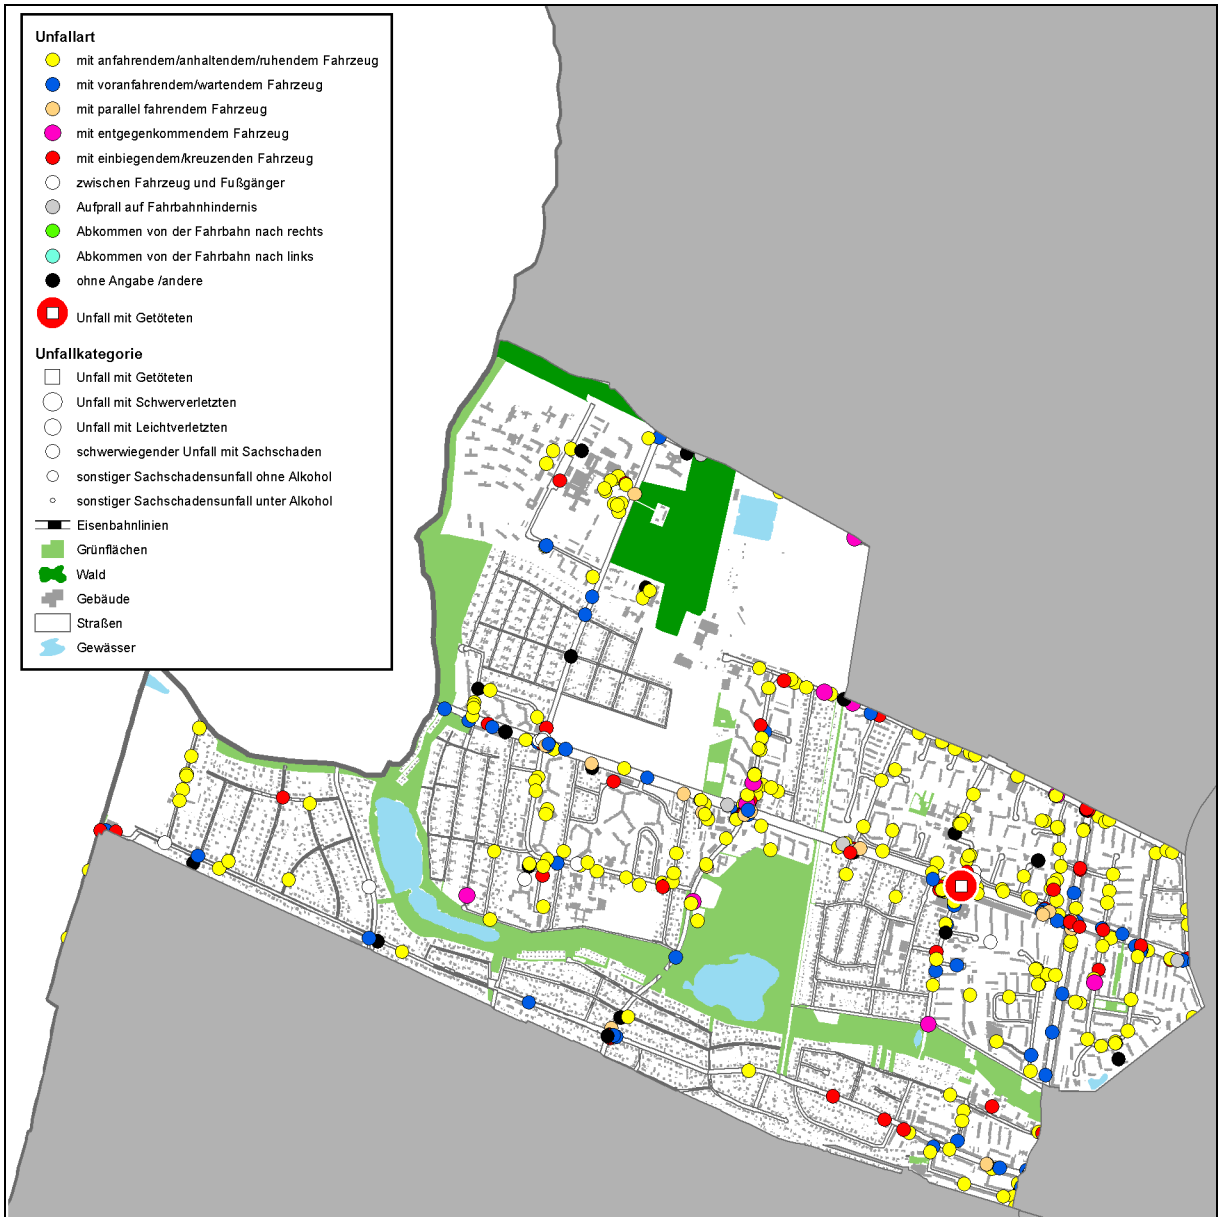 Unfallart
mit anfahrendem/anhaltendem/ruhendem Fahrzeug
mit voranfahrendem/wartendem Fahrzeug
mit parallel fahrendem Fahrzeug
mit entgegenkommendem Fahrzeug
mit einbiegendem/kreuzenden Fahrzeug
zwischen Fahrzeug und Fußgänger
Aufprall auf Fahrbahnhindernis
Abkommen von der Fahrbahn nach rechts
Abkommen von der Fahrbahn nach links
ohne Angabe /andere
Unfall mit Getöteten
Unfallkategorie
Unfall mit Getöteten
Unfall mit Schwerverletzten
Unfall mit Leichtverletzten
schwerwiegender Unfall mit Sachschaden
sonstiger Sachschadensunfall ohne Alkohol
sonstiger Sachschadensunfall unter Alkohol
Eisenbahnlinien
Grünflächen
Wald
Gebäude
Straßen
Gewässer